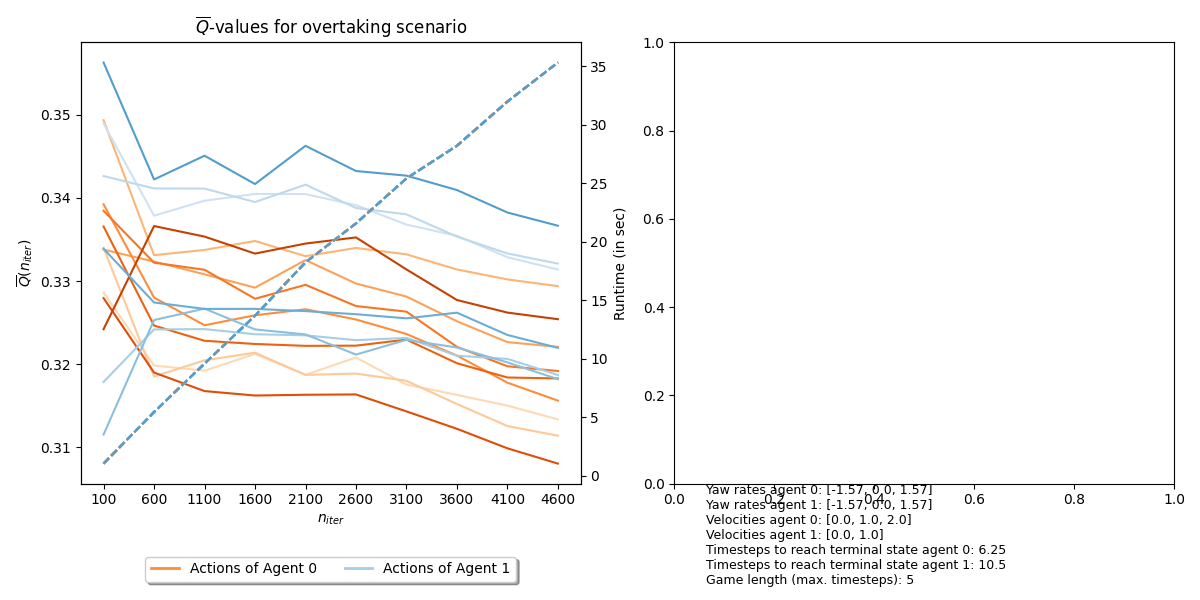 Q̅-values for overtaking scenario
0.35
0.34
0.33
0.32
0.31
Q̅(n_iter)
35
30
25
20
15
10
5
0
Runtime (in sec)
100 600 1100 1600 2100 2600 3100 3600 4100 4600
n_iter
Actions of Agent 0 Actions of Agent 1
1.0
0.8
0.6
0.4
0.2
0.0
0.0 0.2 0.4 0.6 0.8 1.0
Yaw rates agent 0: [-1.57, 0.0, 1.57]
Yaw rates agent 1: [-1.57, 0.0, 1.57]
Velocities agent 0: [0.0, 1.0, 2.0]
Velocities agent 1: [0.0, 1.0]
Timesteps to reach terminal state agent 0: 6.25
Timesteps to reach terminal state agent 1: 10.5
Game length (max. timesteps): 5